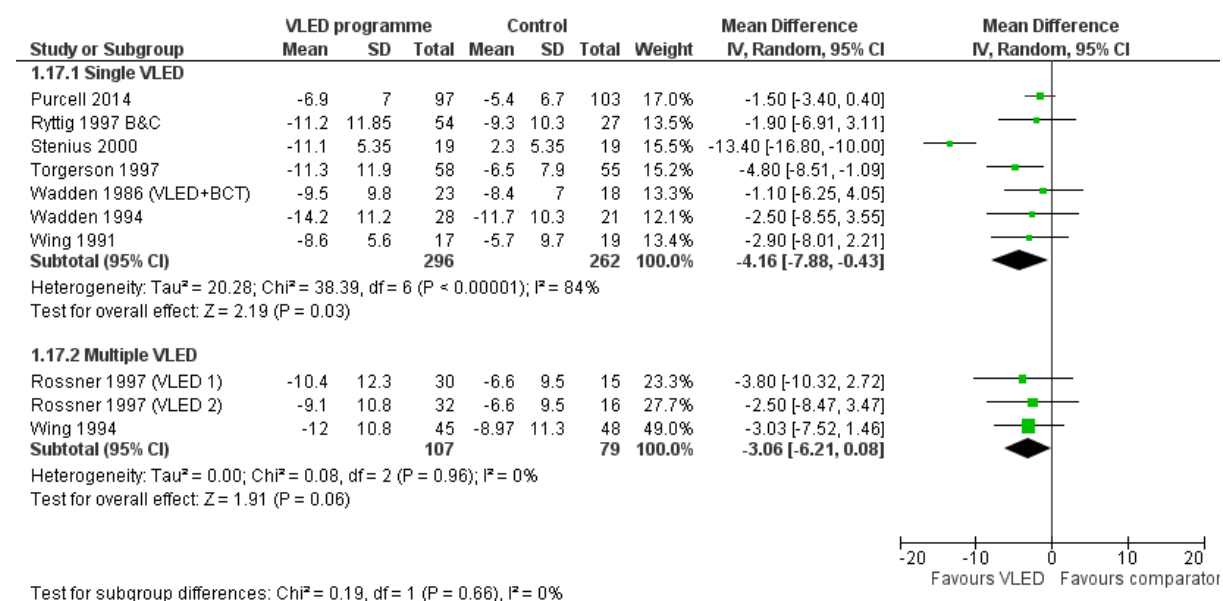 VLED programme Control Mean Difference Mean Difference
Study or Subgroup Mean SD Total Mean SD Total Weight IV, Random, 95% CI IV, Random, 95% CI
1.17.1 Single VLED
Purcell 2014 -6.9 7 97 -5.4 6.7 103 17.0% -1.50 [-3.40, 0.40]
Ryttig 1997 B&C -11.2 11.85 54 -9.3 10.3 27 13.5% -1.90 [-6.91, 3.11]
Stenius 2000 -11.1 5.35 19 2.3 5.35 19 15.5% -13.40 [-16.80, -10.00]
Torgerson 1997 -11.3 11.9 58 -6.5 7.9 55 15.2% -4.80 [-8.51, -1.09]
Wadden 1986 (VLED+BCT) -9.5 9.8 23 -8.4 7 18 13.3% -1.10 [-6.25, 4.05]
Wadden 1994 -14.2 11.2 28 -11.7 10.3 21 12.1% -2.50 [-8.55, 3.55]
Wing 1991 -8.6 5.6 17 -5.7 9.7 19 13.4% -2.90 [-8.01, 2.21]
Subtotal (95% CI) 296 262 100.0% -4.16 [-7.88, -0.43]
Heterogeneity: Tau² = 20.28; Chi² = 38.39, df = 6 (P < 0.00001); I² = 84%
Test for overall effect: Z = 2.19 (P = 0.03)
1.17.2 Multiple VLED
Rossner 1997 (VLED 1) -10.4 12.3 30 -6.6 9.5 15 23.3% -3.80 [-10.32, 2.72]
Rossner 1997 (VLED 2) -9.1 10.8 32 -6.6 9.5 16 27.7% -2.50 [-8.47, 3.47]
Wing 1994 -12 10.8 45 -8.97 11.3 48 49.0% -3.03 [-7.52, 1.46]
Subtotal (95% CI) 107 79 100.0% -3.06 [-6.21, 0.08]
Heterogeneity: Tau² = 0.00; Chi² = 0.08, df = 2 (P = 0.96); I² = 0%
Test for overall effect: Z = 1.91 (P = 0.06)
-20 -10 0 10 20
Favours VLED Favours comparator
Test for subgroup differences: Chi² = 0.19, df = 1 (P = 0.66), I² = 0%